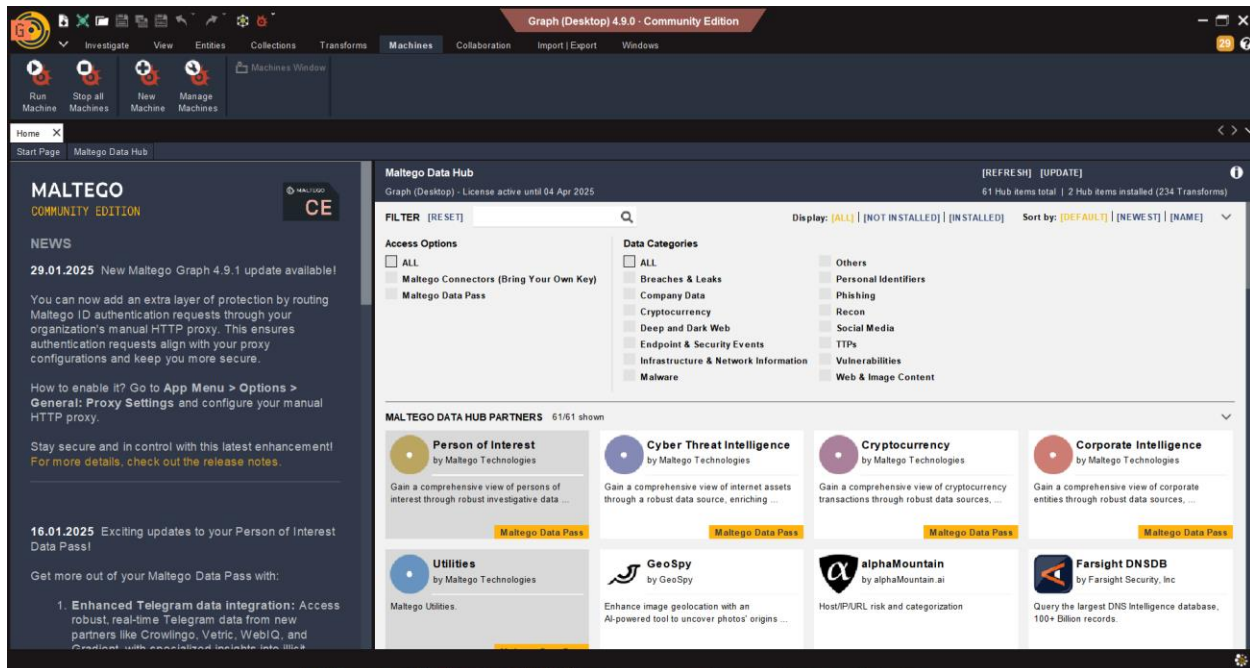 Graph (Desktop) 4.9.0 - Community Edition
Investigate View Entities Collections Transforms Machines Collaboration Import | Export Windows
29
Run Machine
Stop all Machines
New Machine
Manage Machines
Machines Window
Home
Start Page Maltego Data Hub
MALTEGO
COMMUNITY EDITION
MALTEGO
CE
NEWS
29.01.2025 New Maltego Graph 4.9.1 update available!
You can now add an extra layer of protection by routing
Maltego ID authentication requests through your
organization's manual HTTP proxy. This ensures
authentication requests align with your proxy
configurations and keep you more secure.
How to enable it? Go to App Menu > Options >
General: Proxy Settings and configure your manual
HTTP proxy.
Stay secure and in control with this latest enhancement!
For more details, check out the release notes.
16.01.2025 Exciting updates to your Person of Interest
Data Pass!
Get more out of your Maltego Data Pass with:
1. Enhanced Telegram data integration: Access
robust, real-time Telegram data from new
partners like Crowlingo, Vetric, WebIQ, and
Gradient, with specialized insights into illicit
Maltego Data Hub
[REFRESH] [UPDATE]
Graph (Desktop) - License active until 04 Apr 2025
61 Hub items total | 2 Hub items installed (234 Transforms)
FILTER [RESET]
Display: [ALL] | [NOT INSTALLED] | [INSTALLED] Sort by: [DEFAULT] | [NEWEST] | [NAME]
Access Options
ALL
Maltego Connectors (Bring Your Own Key)
Maltego Data Pass
Data Categories
ALL
Breaches & Leaks
Company Data
Cryptocurrency
Deep and Dark Web
Endpoint & Security Events
Infrastructure & Network Information
Malware
Others
Personal Identifiers
Phishing
Recon
Social Media
TTPs
Vulnerabilities
Web & Image Content
MALTEGO DATA HUB PARTNERS 61/61 shown
Person of Interest
by Maltego Technologies
Gain a comprehensive view of persons of
interest through robust investigative data ...
Maltego Data Pass
Cyber Threat Intelligence
by Maltego Technologies
Gain a comprehensive view of internet assets
through a robust data source, enriching ...
Maltego Data Pass
Cryptocurrency
by Maltego Technologies
Gain a comprehensive view of cryptocurrency
transactions through robust data sources, ...
Maltego Data Pass
Corporate Intelligence
by Maltego Technologies
Gain a comprehensive view of corporate
entities through robust data sources, ...
Maltego Data Pass
Utilities
by Maltego Technologies
Maltego Utilities.
GeoSpy
by GeoSpy
Enhance image geolocation with an
AI-powered tool to uncover photos' origins ...
alphaMountain
by alphaMountain.ai
Host/IP/URL risk and categorization
Farsight DNSDB
by Farsight Security, Inc
Query the largest DNS Intelligence database,
100+ Billion records.